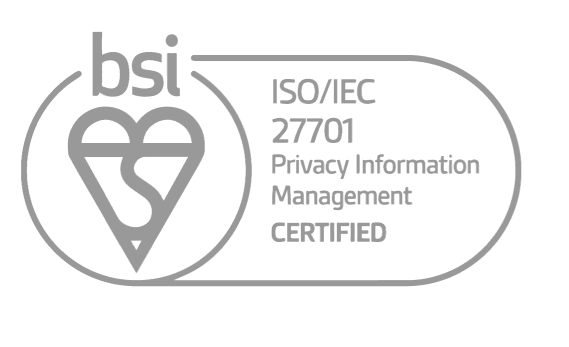 bsi
ISO/IEC
27701
Privacy Information
Management
CERTIFIED